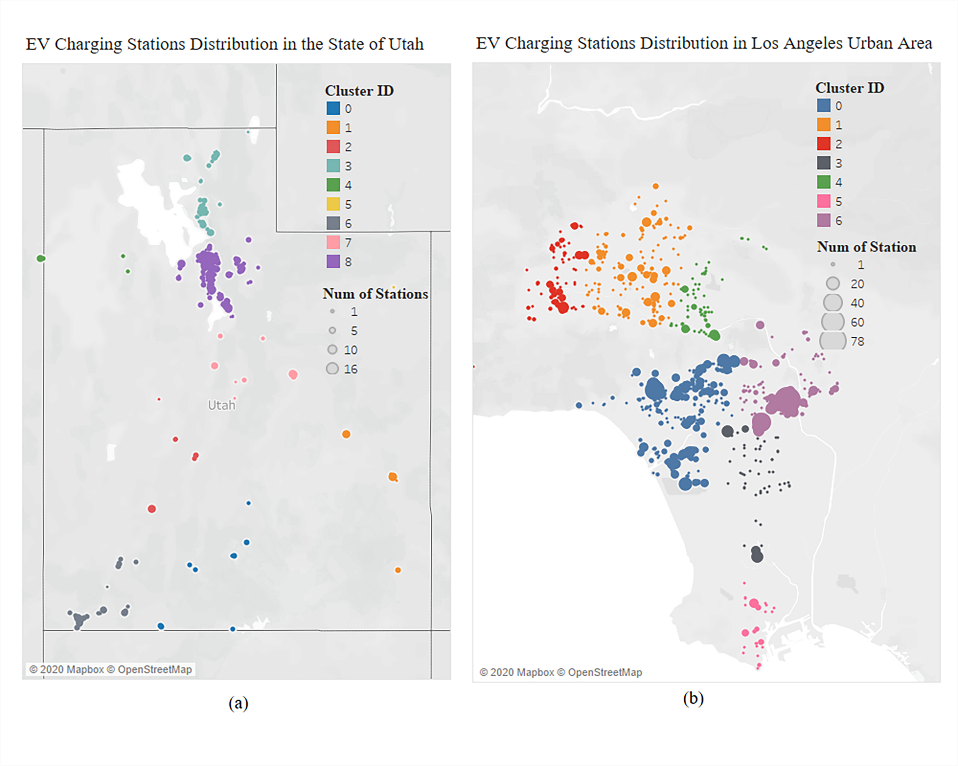 EV Charging Stations Distribution in the State of Utah
Cluster ID
0
1
2
3
4
5
6
7
8
Num of Stations
1
5
10
16
Utah
© 2020 Mapbox © OpenStreetMap
(a)
EV Charging Stations Distribution in Los Angeles Urban Area
Cluster ID
0
1
2
3
4
5
6
Num of Station
1
20
40
60
78
© 2020 Mapbox © OpenStreetMap
(b)